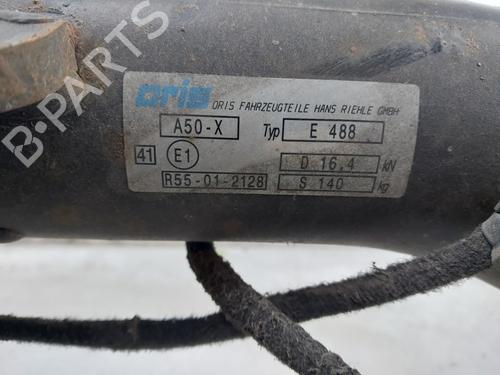 B-PARTS
oris ORIS FAHRZEUGTEILE HANS RIEHLE GMBH
A50-X Typ E 488
41 E1 D 16,4 kN
R55-01-2128 S 140 kg